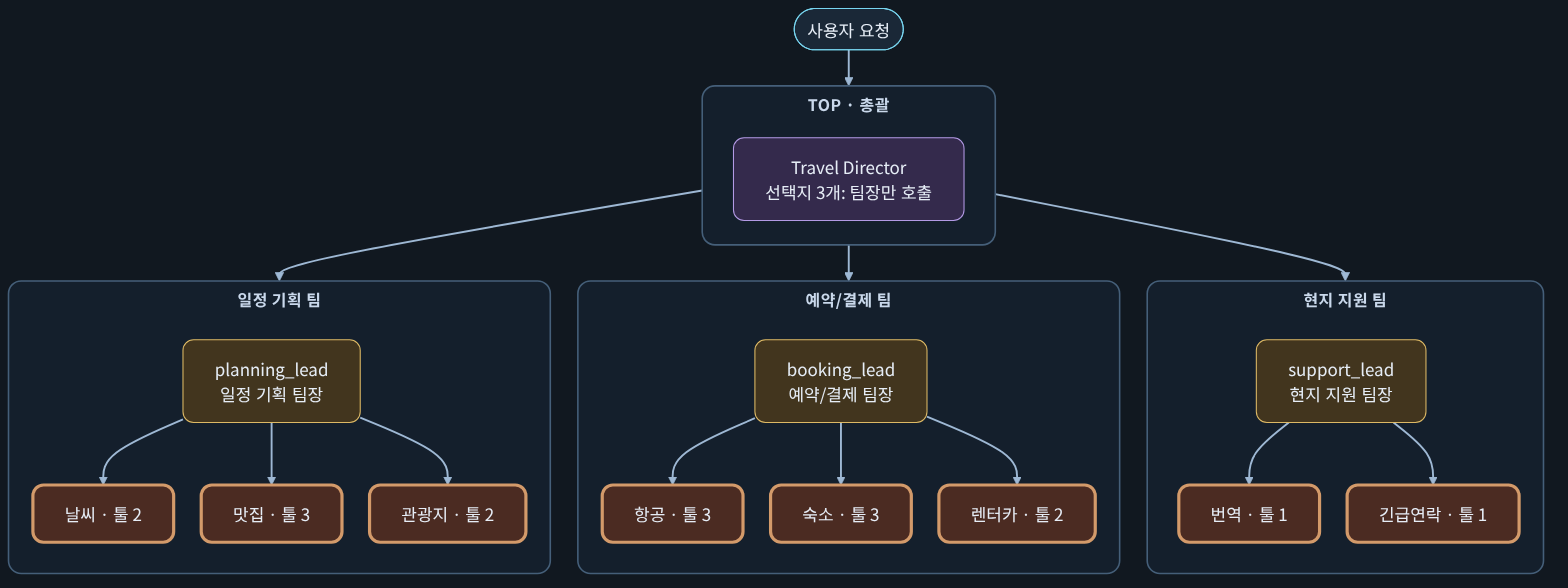 사용자 요청
TOP · 총괄
Travel Director
선택지 3개: 팀장만 호출
일정 기획 팀
planning_lead
일정 기획 팀장
날씨 · 툴 2
맛집 · 툴 3
관광지 · 툴 2
예약/결제 팀
booking_lead
예약/결제 팀장
항공 · 툴 3
숙소 · 툴 3
렌터카 · 툴 2
현지 지원 팀
support_lead
현지 지원 팀장
번역 · 툴 1
긴급연락 · 툴 1